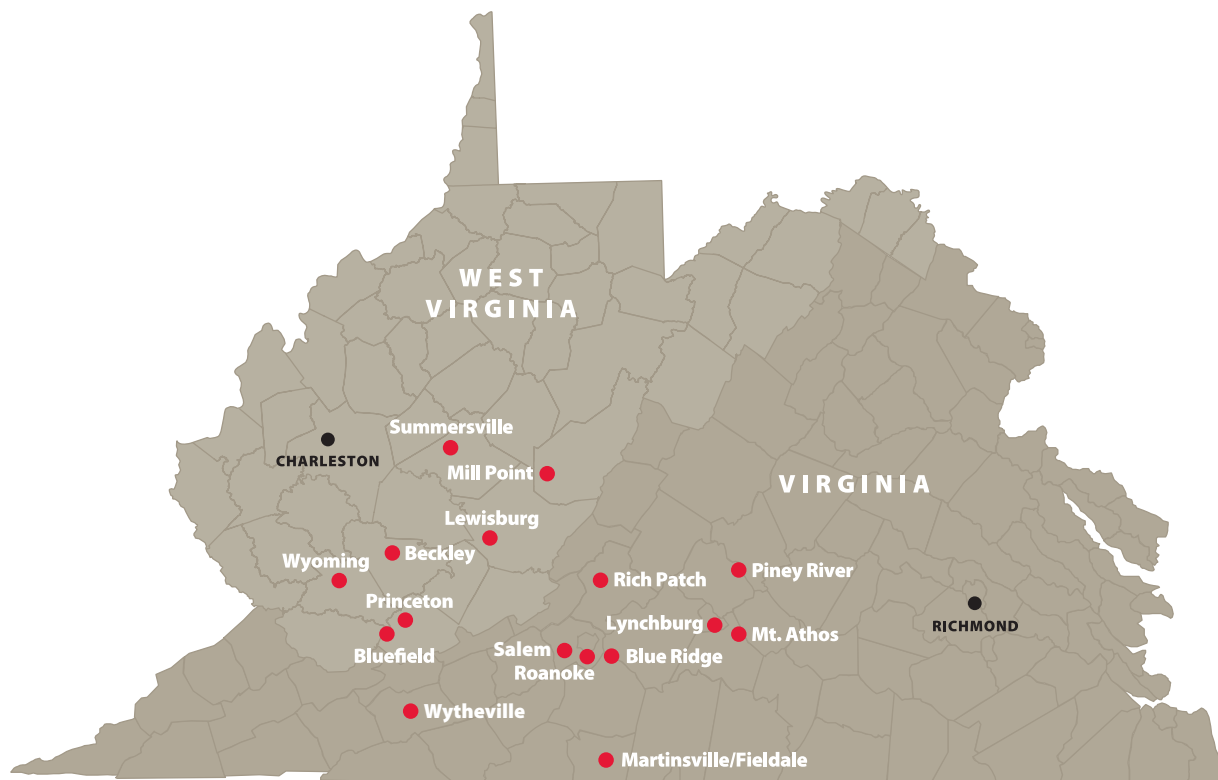 WEST
VIRGINIA
Summersville
CHARLESTON
Mill Point
VIRGINIA
Lewisburg
Beckley
Wyoming
Piney River
Rich Patch
Princeton
Lynchburg
RICHMOND
Mt. Athos
Bluefield
Salem
Blue Ridge
Roanoke
Wytheville
Martinsville/Fieldale